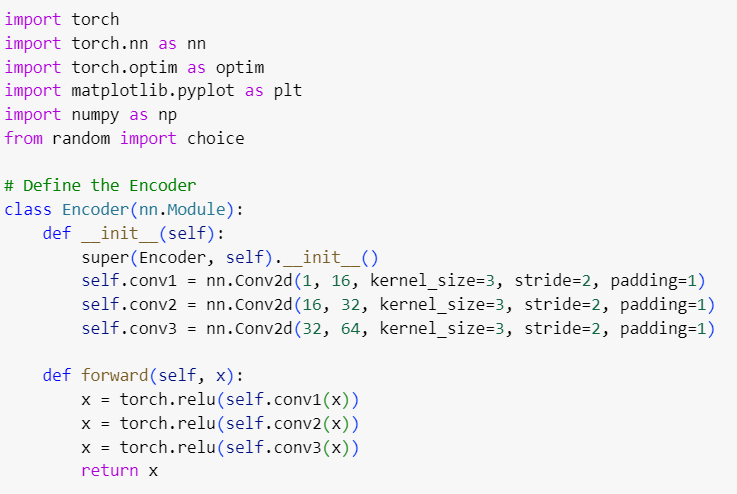 import torch
import torch.nn as nn
import torch.optim as optim
import matplotlib.pyplot as plt
import numpy as np
from random import choice

# Define the Encoder
class Encoder(nn.Module):
    def __init__(self):
        super(Encoder, self).__init__()
        self.conv1 = nn.Conv2d(1, 16, kernel_size=3, stride=2, padding=1)
        self.conv2 = nn.Conv2d(16, 32, kernel_size=3, stride=2, padding=1)
        self.conv3 = nn.Conv2d(32, 64, kernel_size=3, stride=2, padding=1)

    def forward(self, x):
        x = torch.relu(self.conv1(x))
        x = torch.relu(self.conv2(x))
        x = torch.relu(self.conv3(x))
        return x